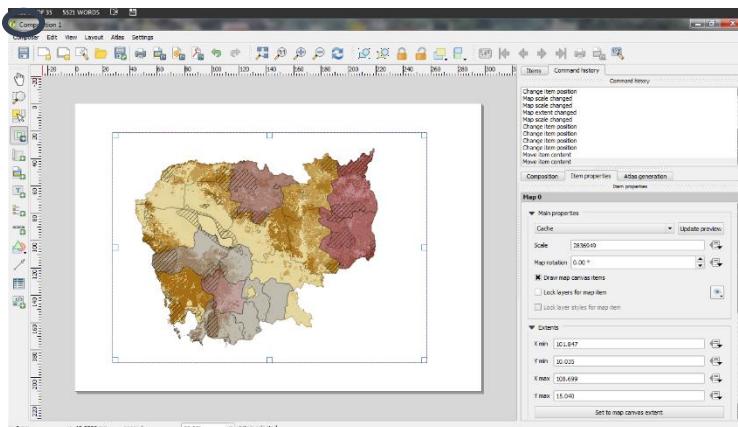 OF 35 5521 WORDS
Composition 1
Composer Edit View Layout Atlas Settings
Items Command history
Command history
Change item position
Map scale changed
Map scale changed
Map extent changed
Change item position
Change item position
Change item position
Change item position
Move item content
Move item content
Composition Item properties Atlas generation
Item properties
Map 0
Main properties
Cache Update preview
Scale 2836949
Map rotation 0.00 °
Draw map canvas items
Lock layers for map item
Lock layer styles for map item
Extents
X min 101.847
Y min 10.035
X max 108.699
Y max 15.040
Set to map canvas extent